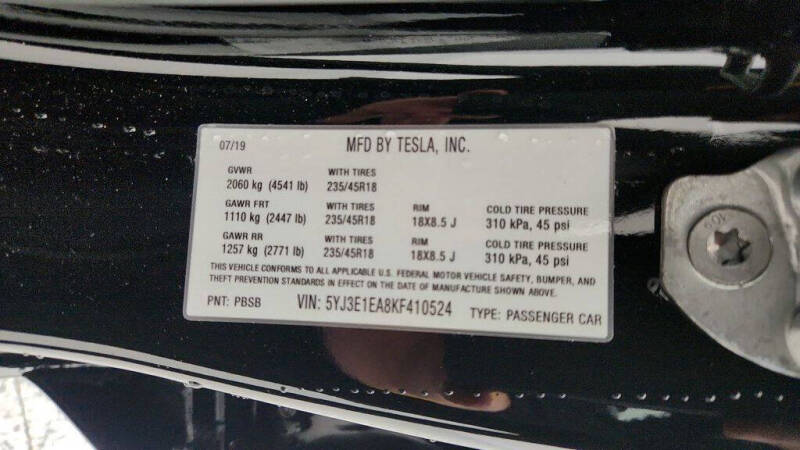 07/19 MFD BY TESLA, INC.
GVWR WITH TIRES
2060 kg (4541 lb) 235/45R18
GAWR FRT WITH TIRES RIM COLD TIRE PRESSURE
1110 kg (2447 lb) 235/45R18 18X8.5 J 310 kPa, 45 psi
GAWR RR WITH TIRES RIM COLD TIRE PRESSURE
1257 kg (2771 lb) 235/45R18 18X8.5 J 310 kPa, 45 psi
THIS VEHICLE CONFORMS TO ALL APPLICABLE U.S. FEDERAL MOTOR VEHICLE SAFETY, BUMPER, AND
THEFT PREVENTION STANDARDS IN EFFECT ON THE DATE OF MANUFACTURE SHOWN ABOVE.
PNT: PBSB VIN: 5YJ3E1EA8KF410524 TYPE: PASSENGER CAR